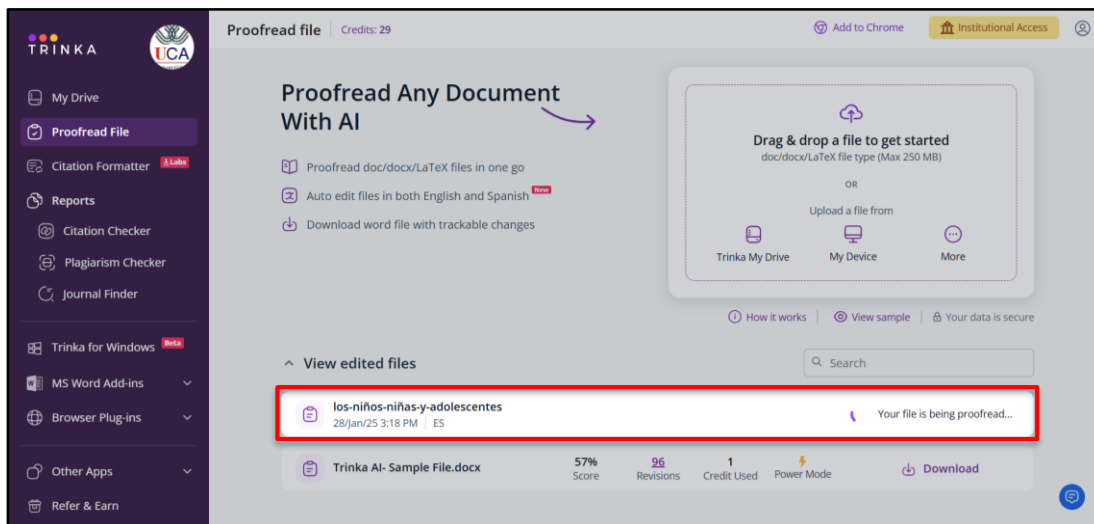 TRINKA
UCA
My Drive
Proofread File
Citation Formatter Labs
Reports
Citation Checker
Plagiarism Checker
Journal Finder
Trinka for Windows Beta
MS Word Add-ins
Browser Plug-ins
Other Apps
Refer & Earn
Proofread file Credits: 29
Add to Chrome
Institutional Access
Proofread Any Document
With AI
Proofread doc/docx/LaTeX files in one go
Auto edit files in both English and Spanish New
Download word file with trackable changes
Drag & drop a file to get started
doc/docx/LaTeX file type (Max 250 MB)
OR
Upload a file from
Trinka My Drive
My Device
More
How it works
View sample
Your data is secure
View edited files
Search
los-niños-niñas-y-adolescentes
28/Jan/25 3:18 PM ES
Your file is being proofread...
Trinka AI- Sample File.docx
57%
Score
96
Revisions
1
Credit Used
Power Mode
Download